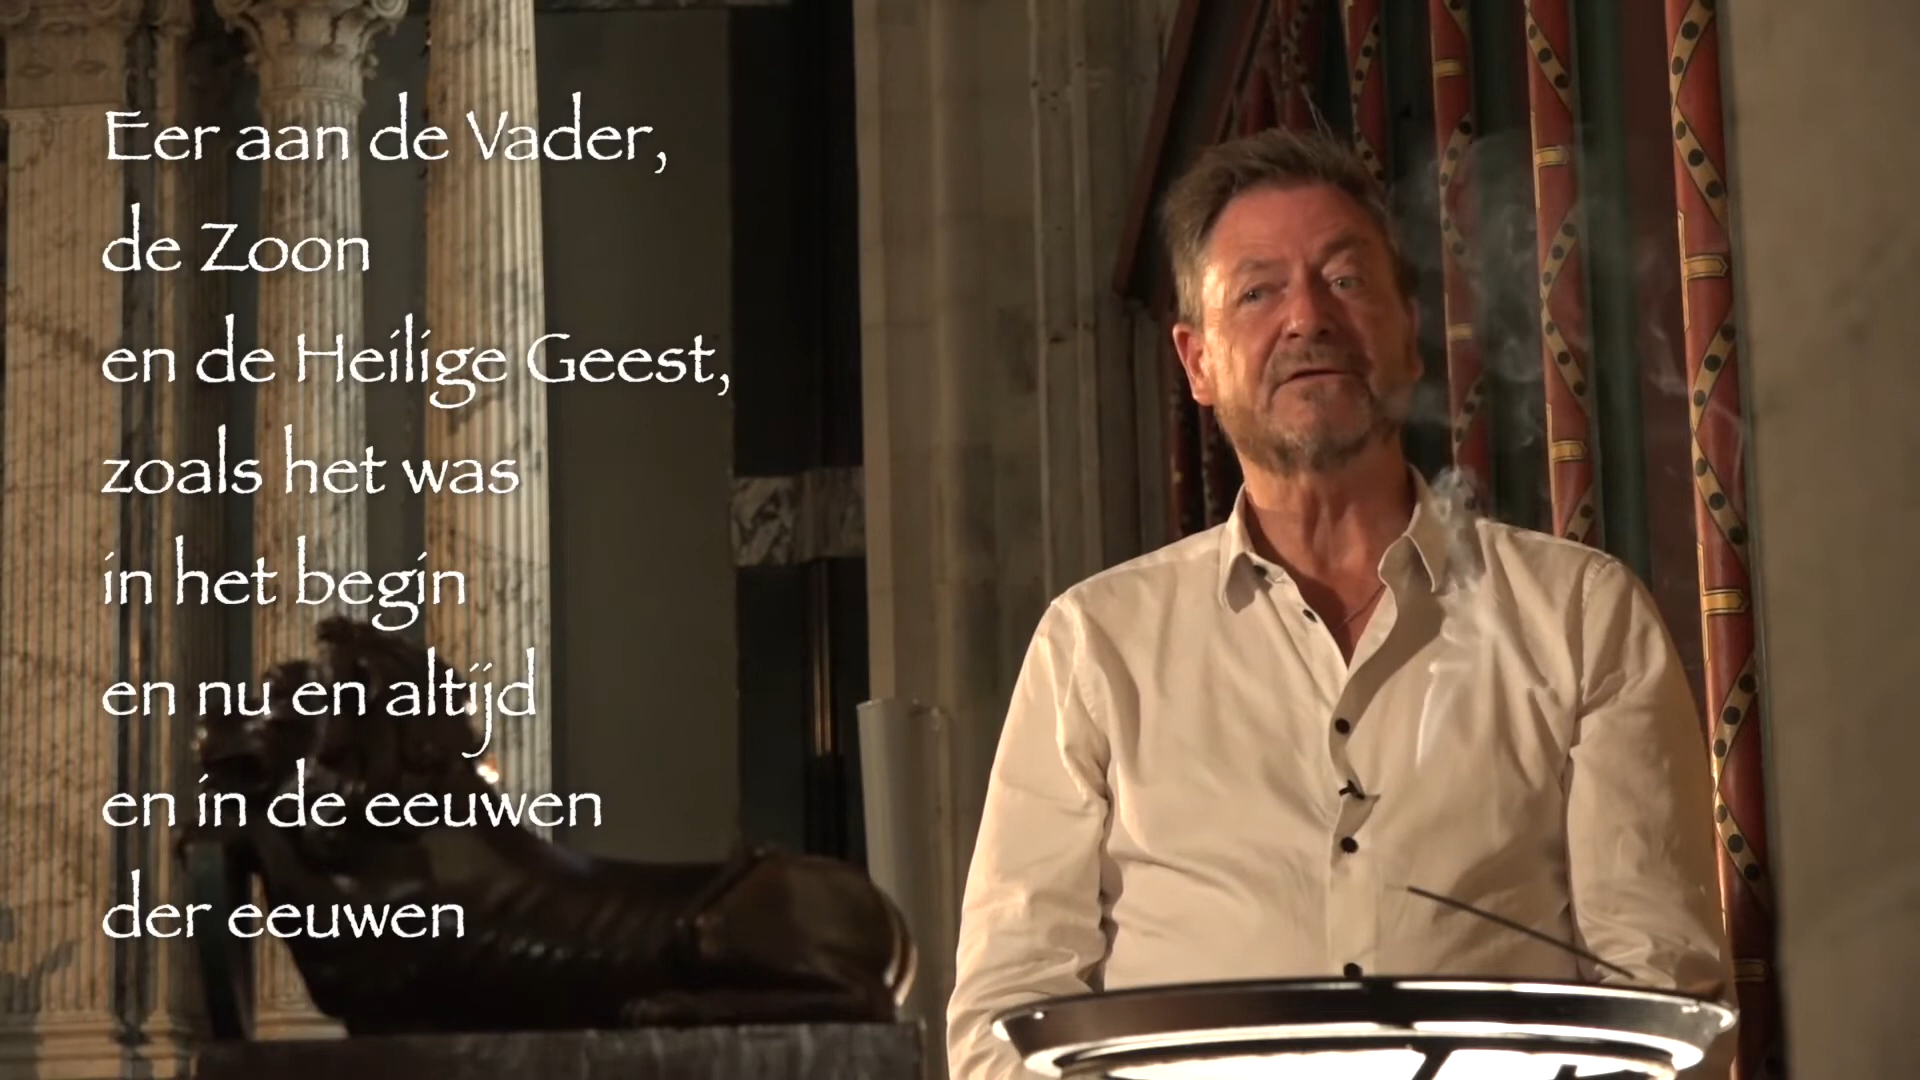 Eer aan de Vader,
de Zoon
en de Heilige Geest,
zoals het was
in het begin
en nu en altijd
en in de eeuwen
der eeuwen